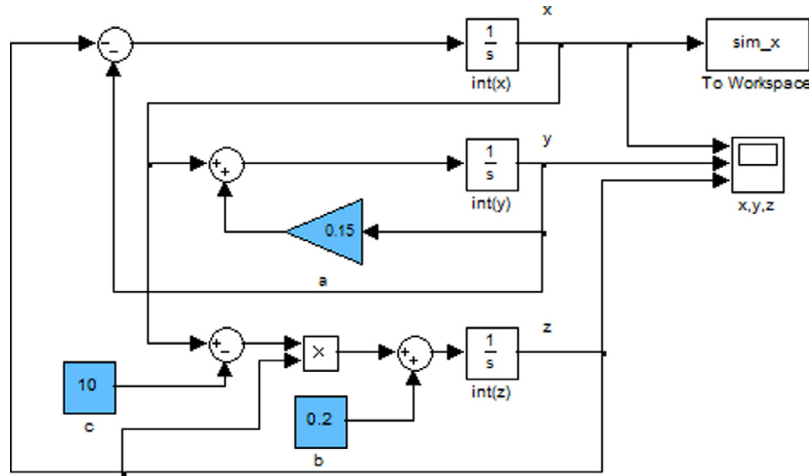 x
1
s
int(x)
sim_x
To Workspace
y
1
s
int(y)
x,y,z
0.15
a
z
1
s
int(z)
10
c
×
0.2
b